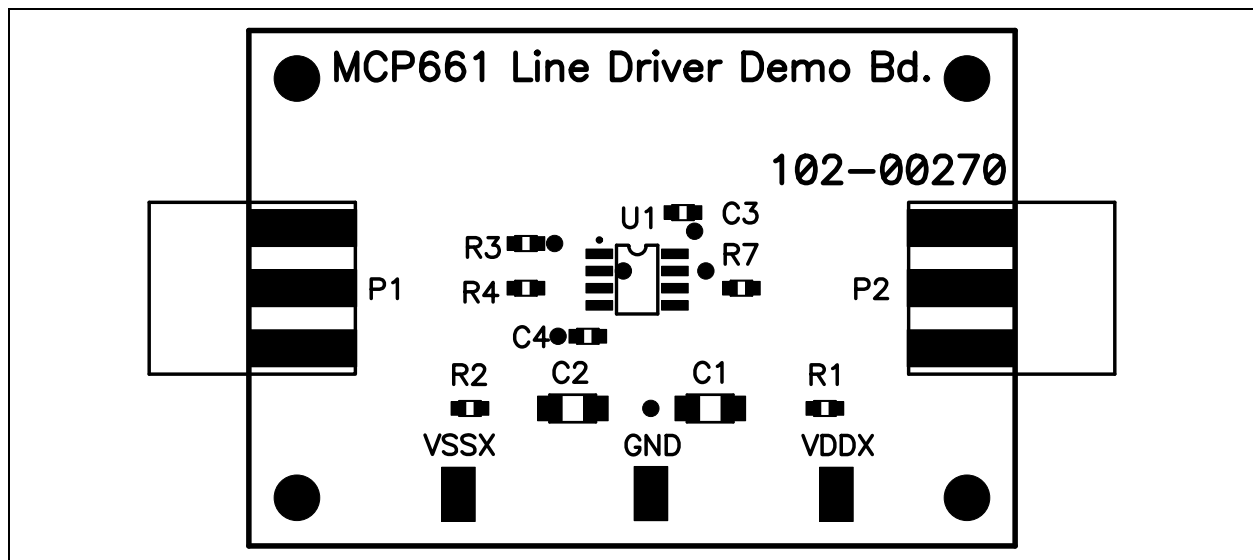 MCP661 Line Driver Demo Bd.
102-00270
U1
C3
R3
R7
R4
P1
P2
C4
R2
C2
C1
R1
VSSX
GND
VDDX